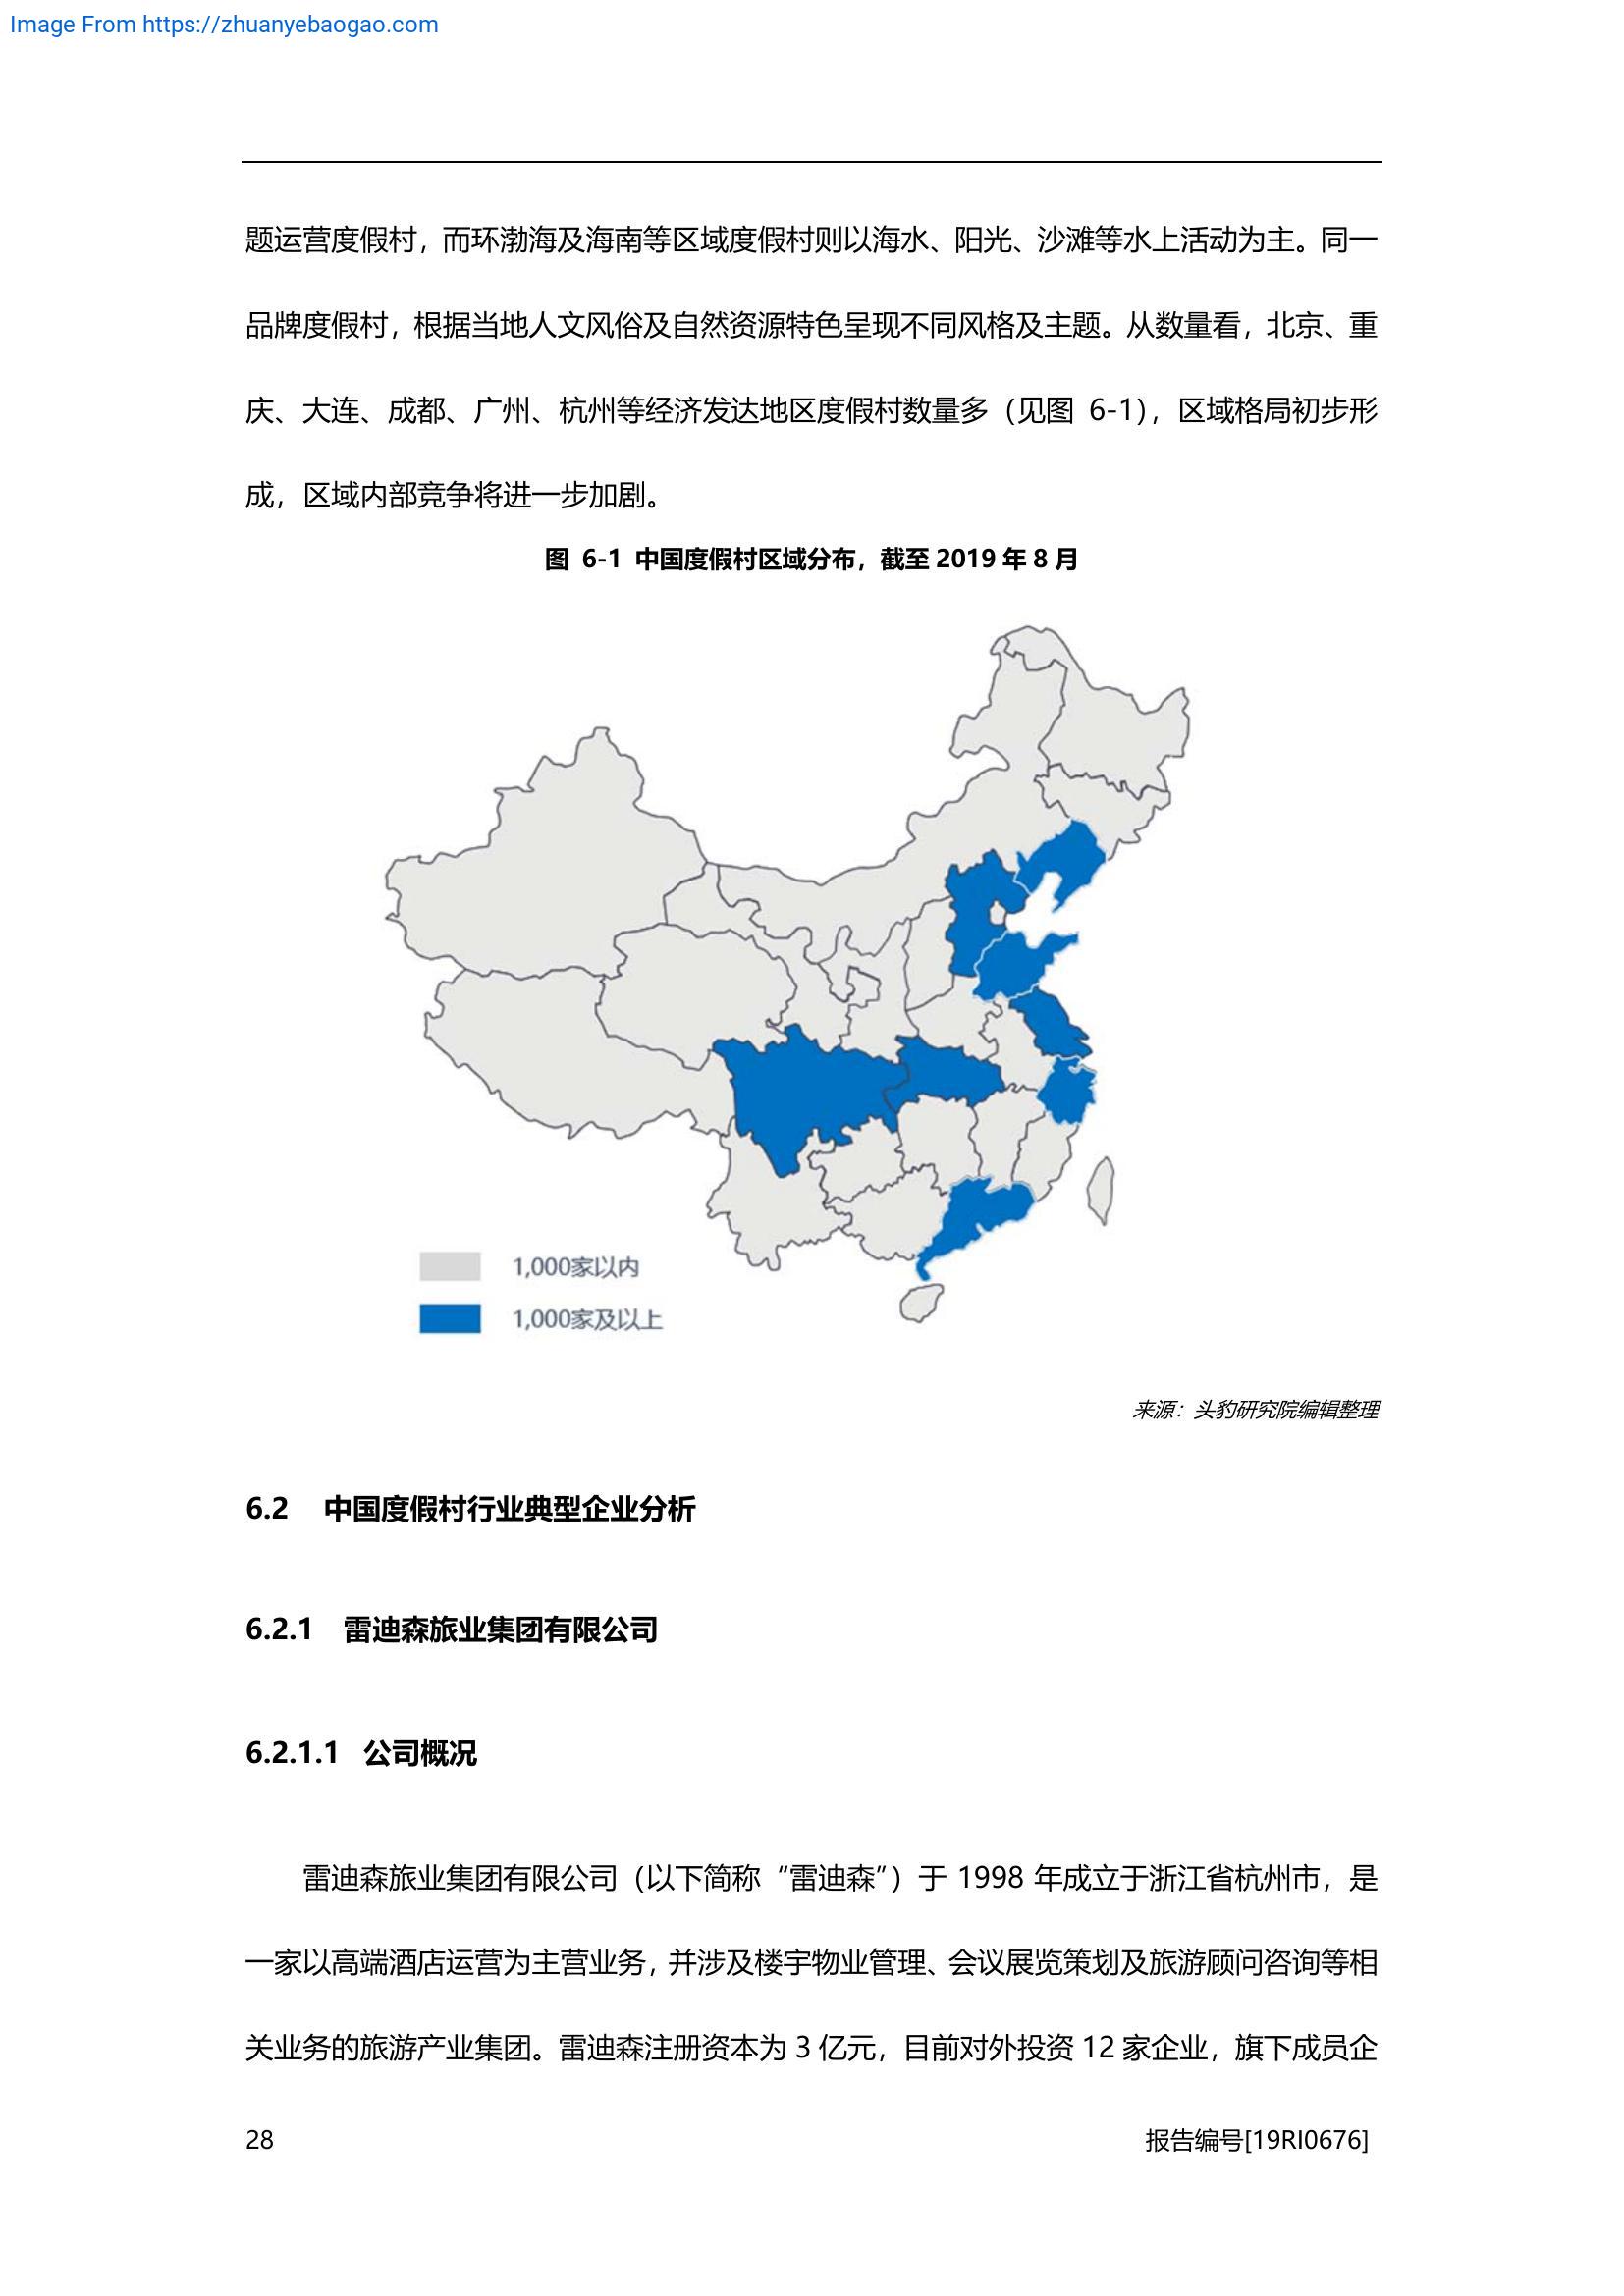 Image From https://zhuanyebaogao.com
题运营度假村，而环渤海及海南等区域度假村则以海水、阳光、沙滩等水上活动为主。同一
品牌度假村，根据当地人文风俗及自然资源特色呈现不同风格及主题。从数量看，北京、重
庆、大连、成都、广州、杭州等经济发达地区度假村数量多（见图 6-1），区域格局初步形
成，区域内部竞争将进一步加剧。
图 6-1 中国度假村区域分布，截至 2019 年 8 月
1,000家以内
1,000家及以上
来源：头豹研究院编辑整理
6.2 中国度假村行业典型企业分析
6.2.1 雷迪森旅业集团有限公司
6.2.1.1 公司概况
雷迪森旅业集团有限公司（以下简称“雷迪森”）于 1998 年成立于浙江省杭州市，是
一家以高端酒店运营为主营业务，并涉及楼宇物业管理、会议展览策划及旅游顾问咨询等相
关业务的旅游产业集团。雷迪森注册资本为 3 亿元，目前对外投资 12 家企业，旗下成员企
28
报告编号[19RI0676]